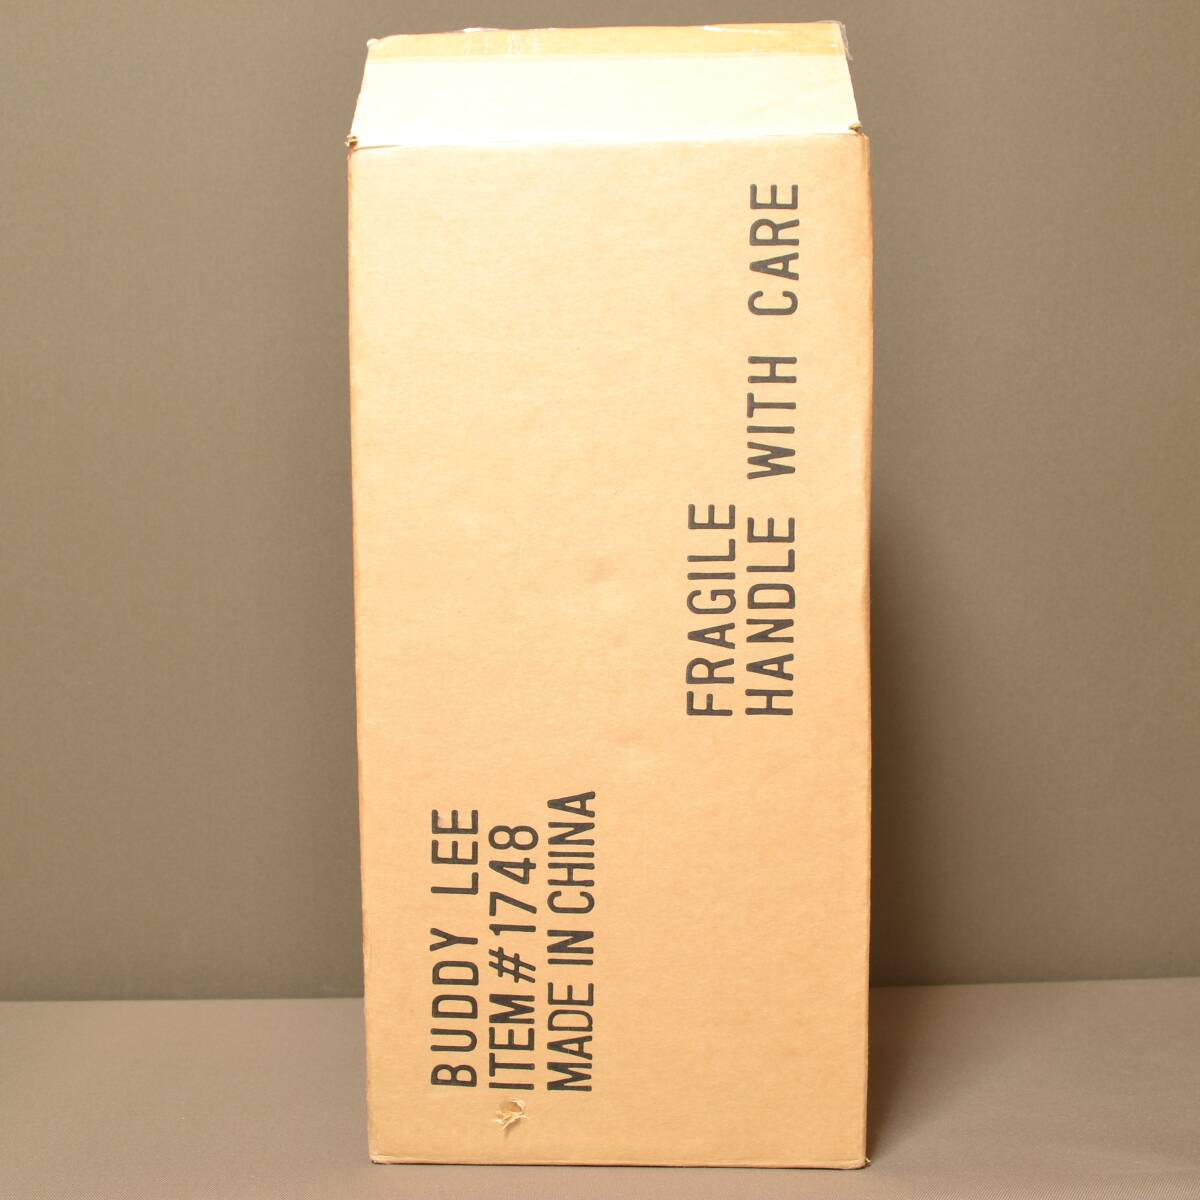 BUDDY LEE
ITEM#1748
MADE IN CHINA
FRAGILE
HANDLE WITH CARE